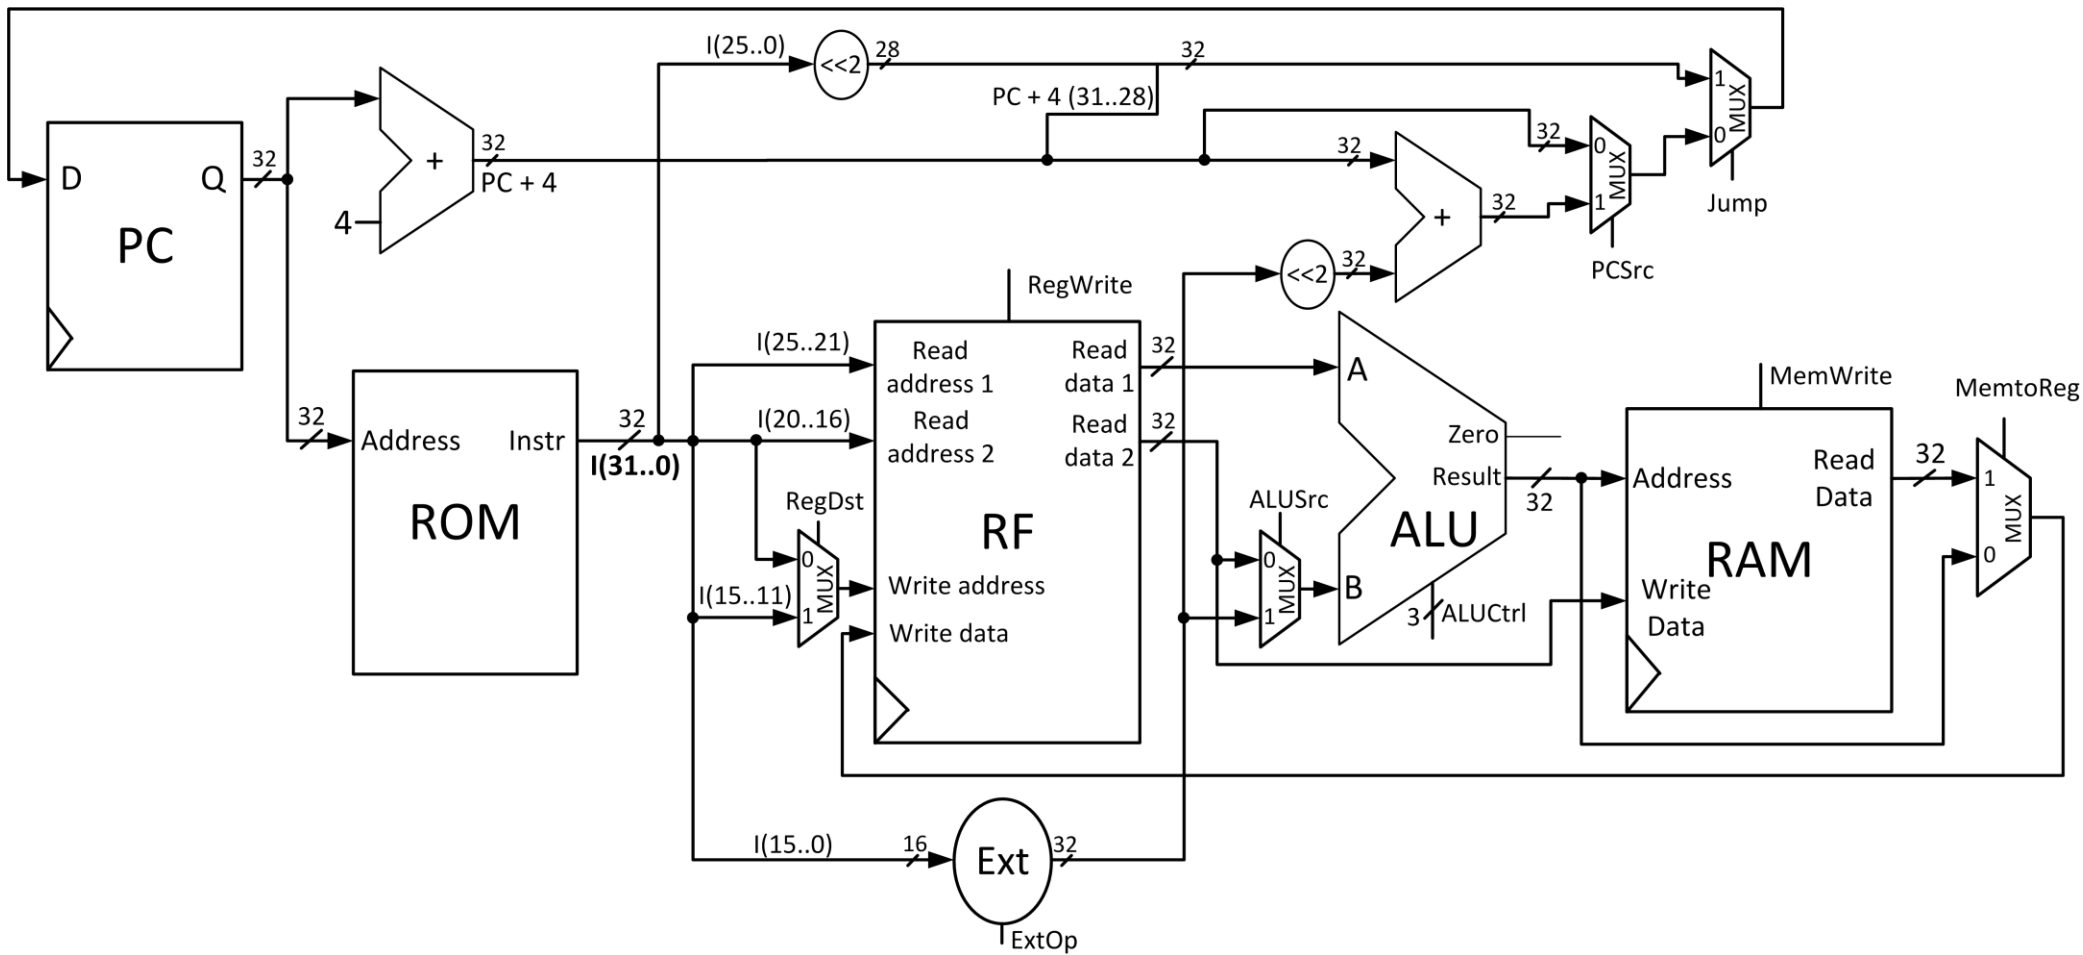 I(25..0)
<<2
28
32
PC + 4 (31..28)
1
MUX
0
Jump
D
Q
PC
32
+
4
32
PC + 4
32
+
32
32
0
MUX
1
PCSrc
<<2
32
32
Address
Instr
ROM
32
I(31..0)
I(25..21)
I(20..16)
RegDst
0
MUX
1
I(15..11)
RegWrite
Read
address 1
Read
address 2
Read
data 1
Read
data 2
RF
Write address
Write data
32
32
ALUSrc
0
MUX
1
A
B
Zero
Result
ALU
32
3
ALUCtrl
MemWrite
Address
Read
Data
RAM
Write
Data
32
MemtoReg
1
MUX
0
I(15..0)
16
Ext
32
ExtOp